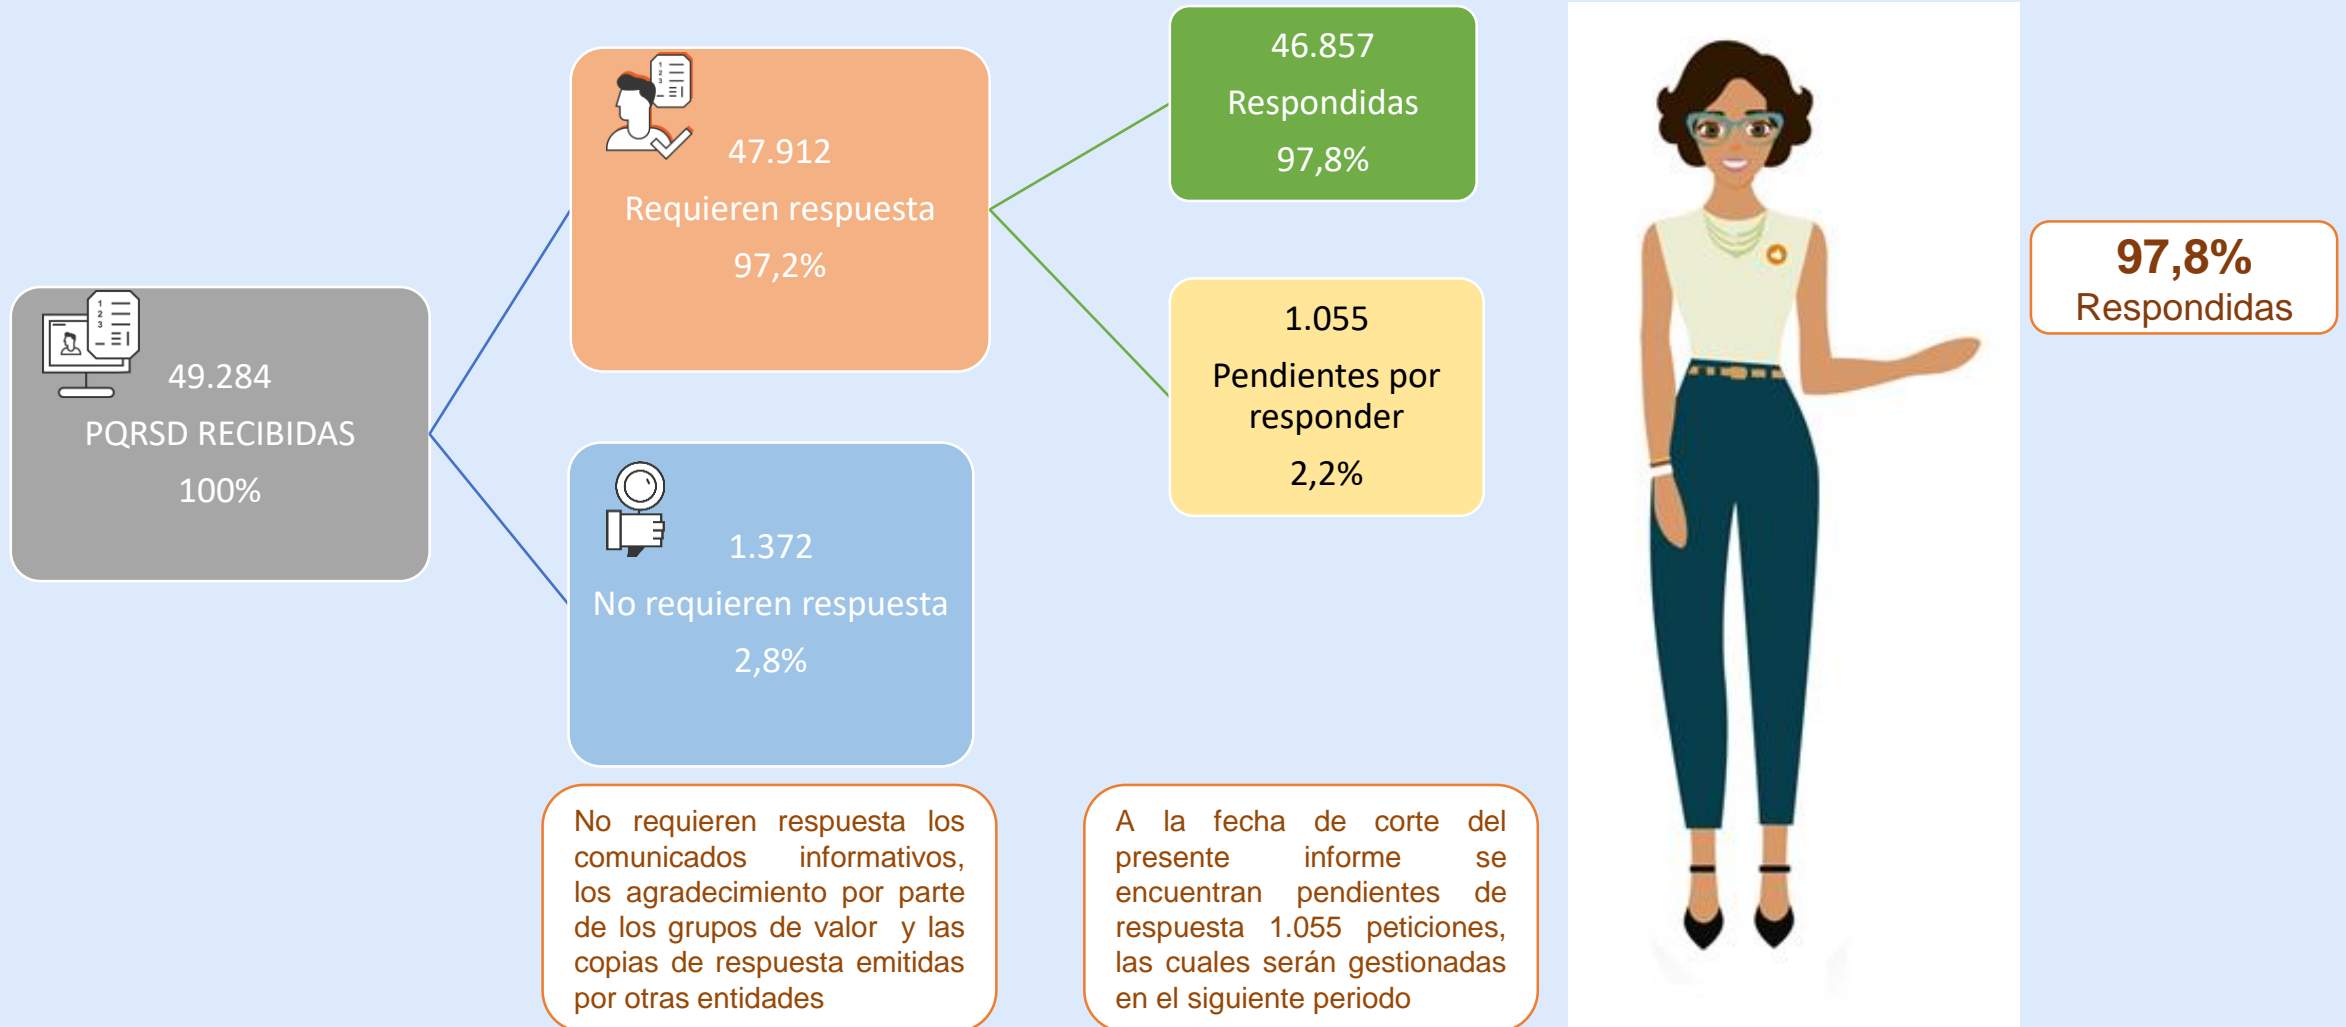 49.284
PQRSD RECIBIDAS
100%
47.912
Requieren respuesta
97,2%
1.372
No requieren respuesta
2,8%
46.857
Respondidas
97,8%
1.055
Pendientes por
responder
2,2%
97,8%
Respondidas
No requieren respuesta los
comunicados informativos,
los agradecimiento por parte
de los grupos de valor y las
copias de respuesta emitidas
por otras entidades
A la fecha de corte del
presente informe se
encuentran pendientes de
respuesta 1.055 peticiones,
las cuales serán gestionadas
en el siguiente periodo